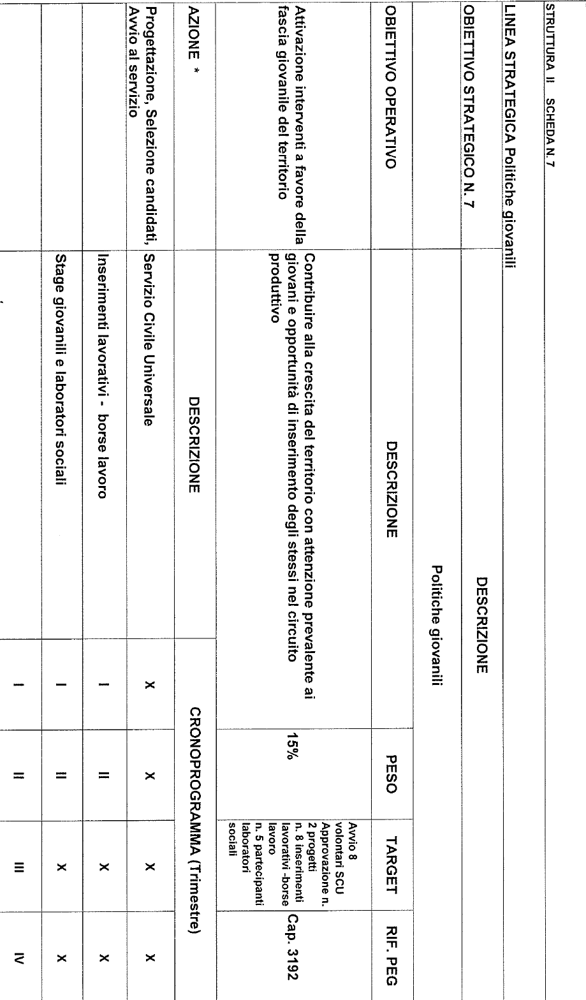 STRUTTURA II SCHEDA N. 7
LINEA STRATEGICA Politiche giovanili
OBIETTIVO STRATEGICO N. 7
DESCRIZIONE
Politiche giovanili
OBIETTIVO OPERATIVO
DESCRIZIONE
PESO
TARGET
RIF. PEG
Attivazione interventi a favore della
fascia giovanile del territorio
Contribuire alla crescita del territorio con attenzione prevalente ai
giovani e opportunità di inserimento degli stessi nel circuito
produttivo
15%
Avvio 8
volontari SCU
Approvazione n.
2 progetti
n. 8 inserimenti
lavorativi -borse
lavoro
n. 5 partecipanti
laboratori
sociali
Cap. 3192
AZIONE *
DESCRIZIONE
CRONOPROGRAMMA (Trimestre)
Progettazione, Selezione candidati,
Avvio al servizio
Servizio Civile Universale
X
X
X
X
Inserimenti lavorativi - borse lavoro
I
II
X
X
Stage giovanili e laboratori sociali
I
II
X
X
I
II
III
IV